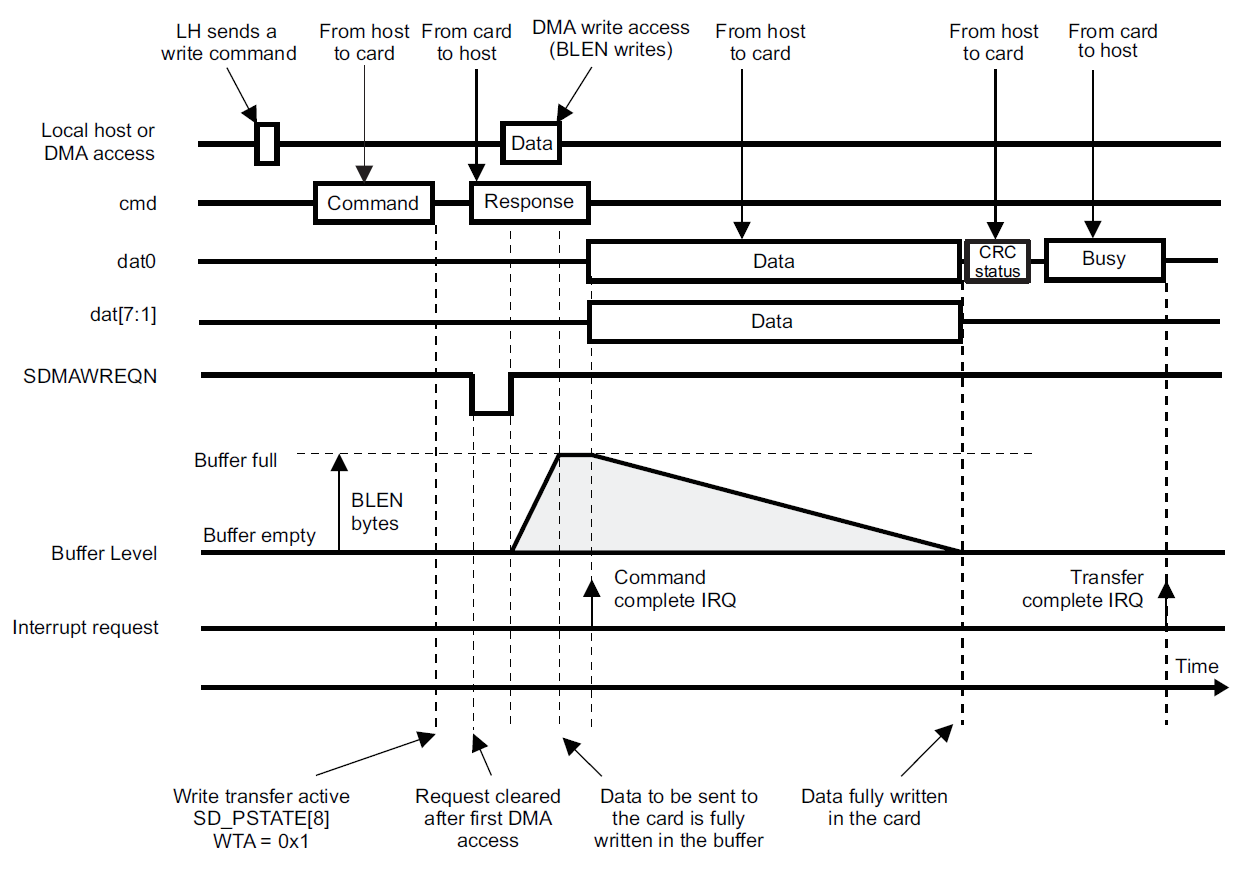 LH sends a
write command
From host
to card
From card
to host
DMA write access
(BLEN writes)
From host
to card
From host
to card
From card
to host
Local host or
DMA access
Data
cmd
Command
Response
dat0
Data
CRC
status
Busy
dat[7:1]
Data
SDMAWREQN
Buffer full
BLEN
bytes
Buffer empty
Buffer Level
Command
complete IRQ
Transfer
complete IRQ
Interrupt request
Time
Write transfer active
SD_PSTATE[8]
WTA = 0x1
Request cleared
after first DMA
access
Data to be sent to
the card is fully
written in the buffer
Data fully written
in the card